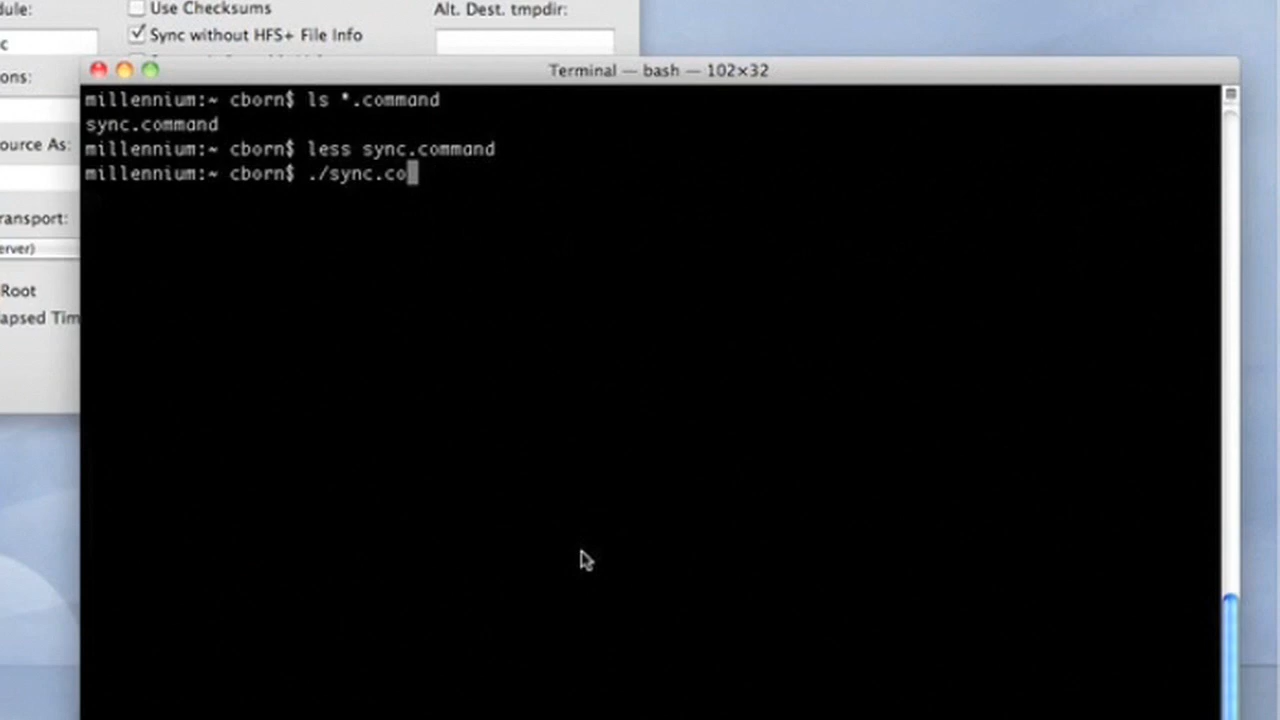 dule:
Use Checksums
Alt. Dest. tmpdir:
c
Sync without HFS+ File Info
ons:
Terminal — bash — 102×32
millennium:~ cborn$ ls *.command
sync.command
millennium:~ cborn$ less sync.command
millennium:~ cborn$ ./sync.co
ource As:
ransport:
erver)
Root
apsed Tim